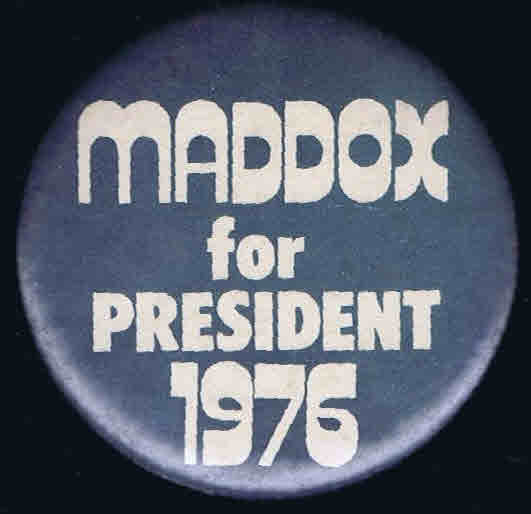 MADDOX
for
PRESIDENT
1976